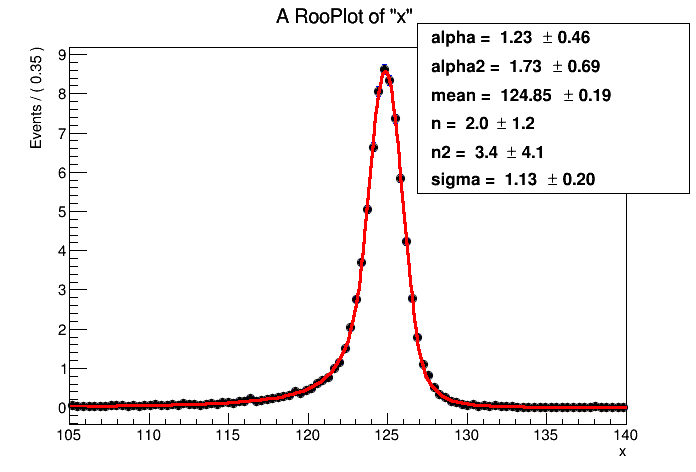 A RooPlot of "x"
alpha = 1.23 ± 0.46
alpha2 = 1.73 ± 0.69
mean = 124.85 ± 0.19
n = 2.0 ± 1.2
n2 = 3.4 ± 4.1
sigma = 1.13 ± 0.20
Events / ( 0.35 )
9
8
7
6
5
4
3
2
1
0
105 110 115 120 125 130 135 140
x